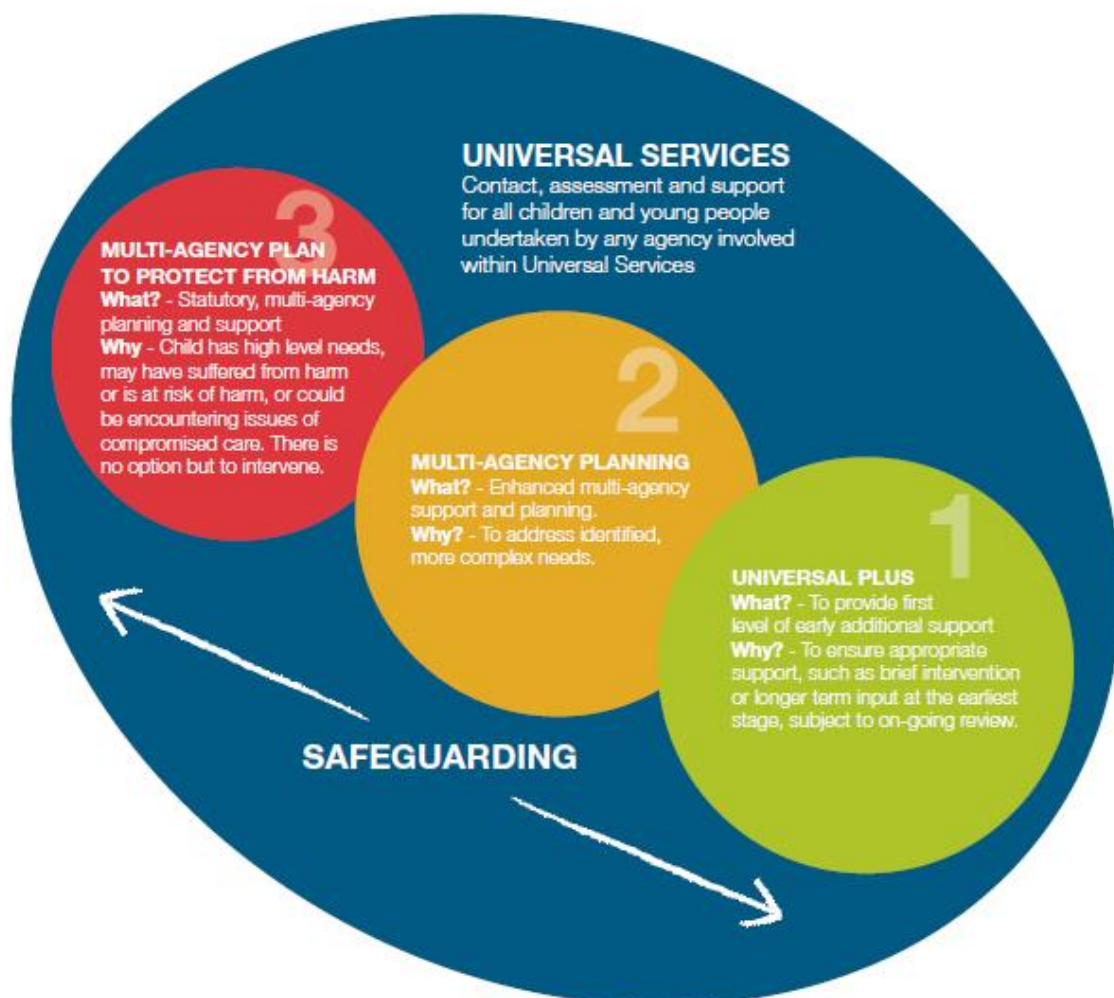 UNIVERSAL SERVICES
Contact, assessment and support
for all children and young people
undertaken by any agency involved
within Universal Services
3
MULTI-AGENCY PLAN
TO PROTECT FROM HARM
What? - Statutory, multi-agency
planning and support
Why - Child has high level needs,
may have suffered from harm
or is at risk of harm, or could
be encountering issues of
compromised care. There is
no option but to intervene.
2
MULTI-AGENCY PLANNING
What? - Enhanced multi-agency
support and planning.
Why? - To address identified,
more complex needs.
1
UNIVERSAL PLUS
What? - To provide first
level of early additional support
Why? - To ensure appropriate
support, such as brief intervention
or longer term input at the earliest
stage, subject to on-going review.
SAFEGUARDING